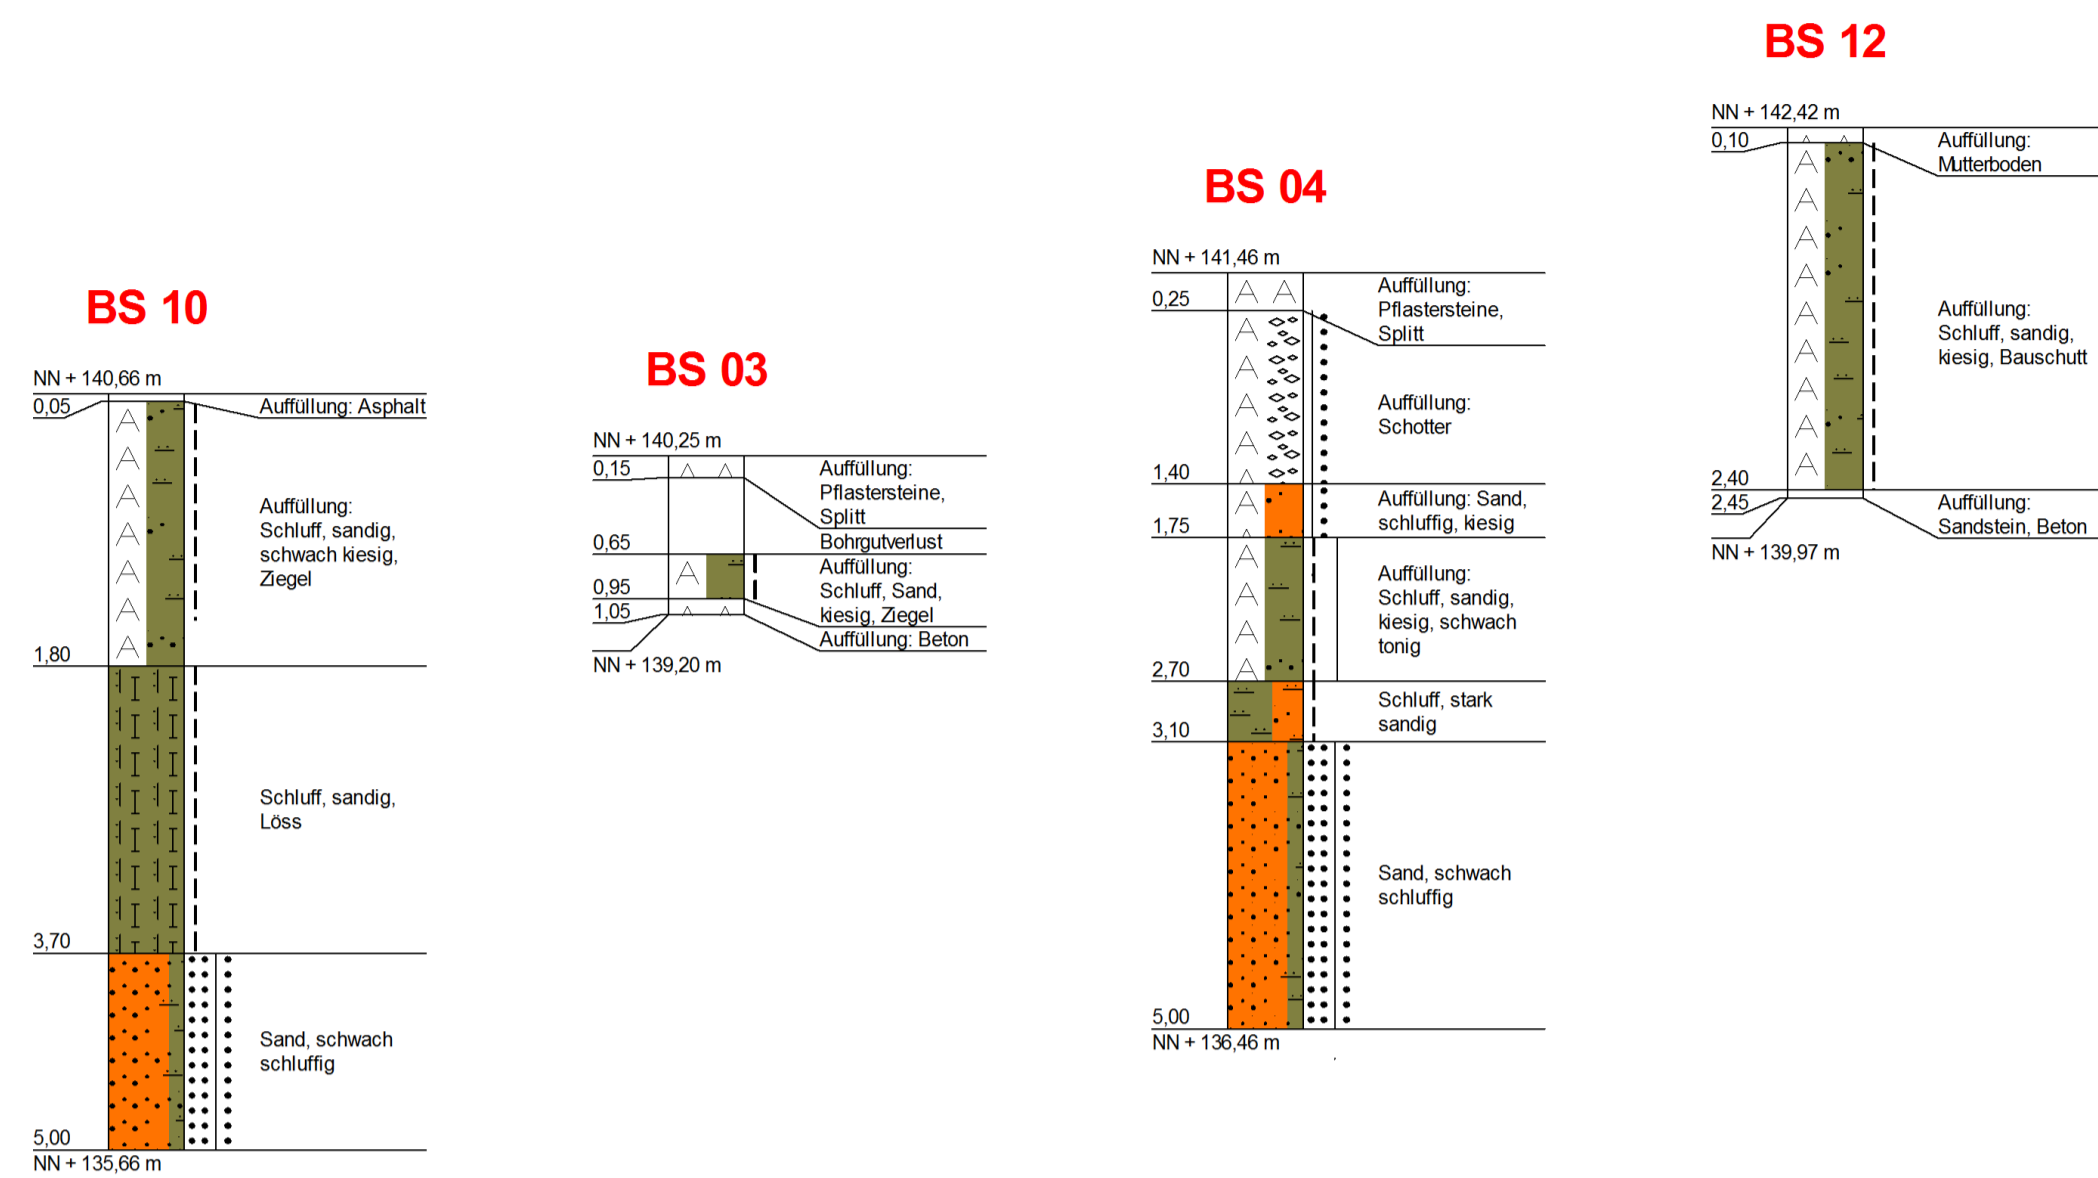 BS 10
NN + 140,66 m
0,05
Auffüllung: Asphalt
Auffüllung:
Schluff, sandig,
schwach kiesig,
Ziegel
1,80
Schluff, sandig,
Löss
3,70
Sand, schwach
schluffig
5,00
NN + 135,66 m
BS 03
NN + 140,25 m
0,15
Auffüllung:
Pflastersteine,
Splitt
0,65
Bohrgutverlust
Auffüllung:
Schluff, Sand,
kiesig, Ziegel
0,95
1,05
Auffüllung: Beton
NN + 139,20 m
BS 04
NN + 141,46 m
0,25
Auffüllung:
Pflastersteine,
Splitt
Auffüllung:
Schotter
1,40
Auffüllung: Sand,
schluffig, kiesig
1,75
Auffüllung:
Schluff, sandig,
kiesig, schwach
tonig
2,70
Schluff, stark
sandig
3,10
Sand, schwach
schluffig
5,00
NN + 136,46 m
BS 12
NN + 142,42 m
0,10
Auffüllung:
Mutterboden
Auffüllung:
Schluff, sandig,
kiesig, Bauschutt
2,40
2,45
Auffüllung:
Sandstein, Beton
NN + 139,97 m